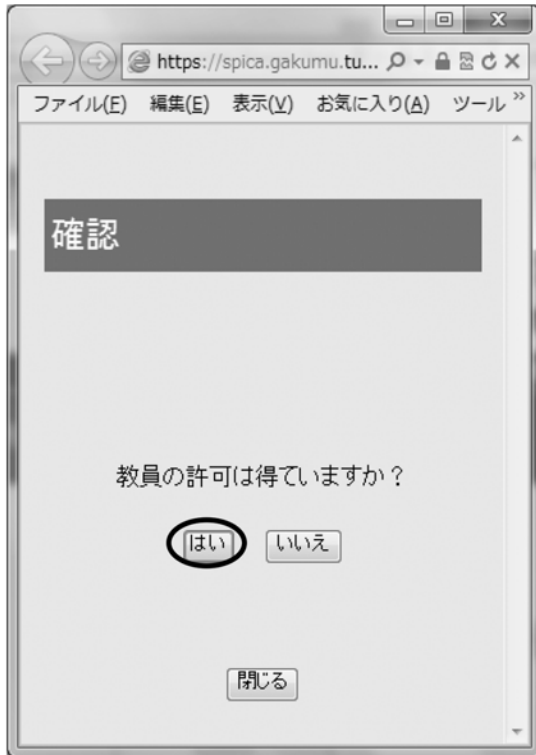 https://spica.gakumu.tu...
ファイル(F) 編集(E) 表示(V) お気に入り(A) ツール »
確認
教員の許可は得ていますか？
はい いいえ
閉じる